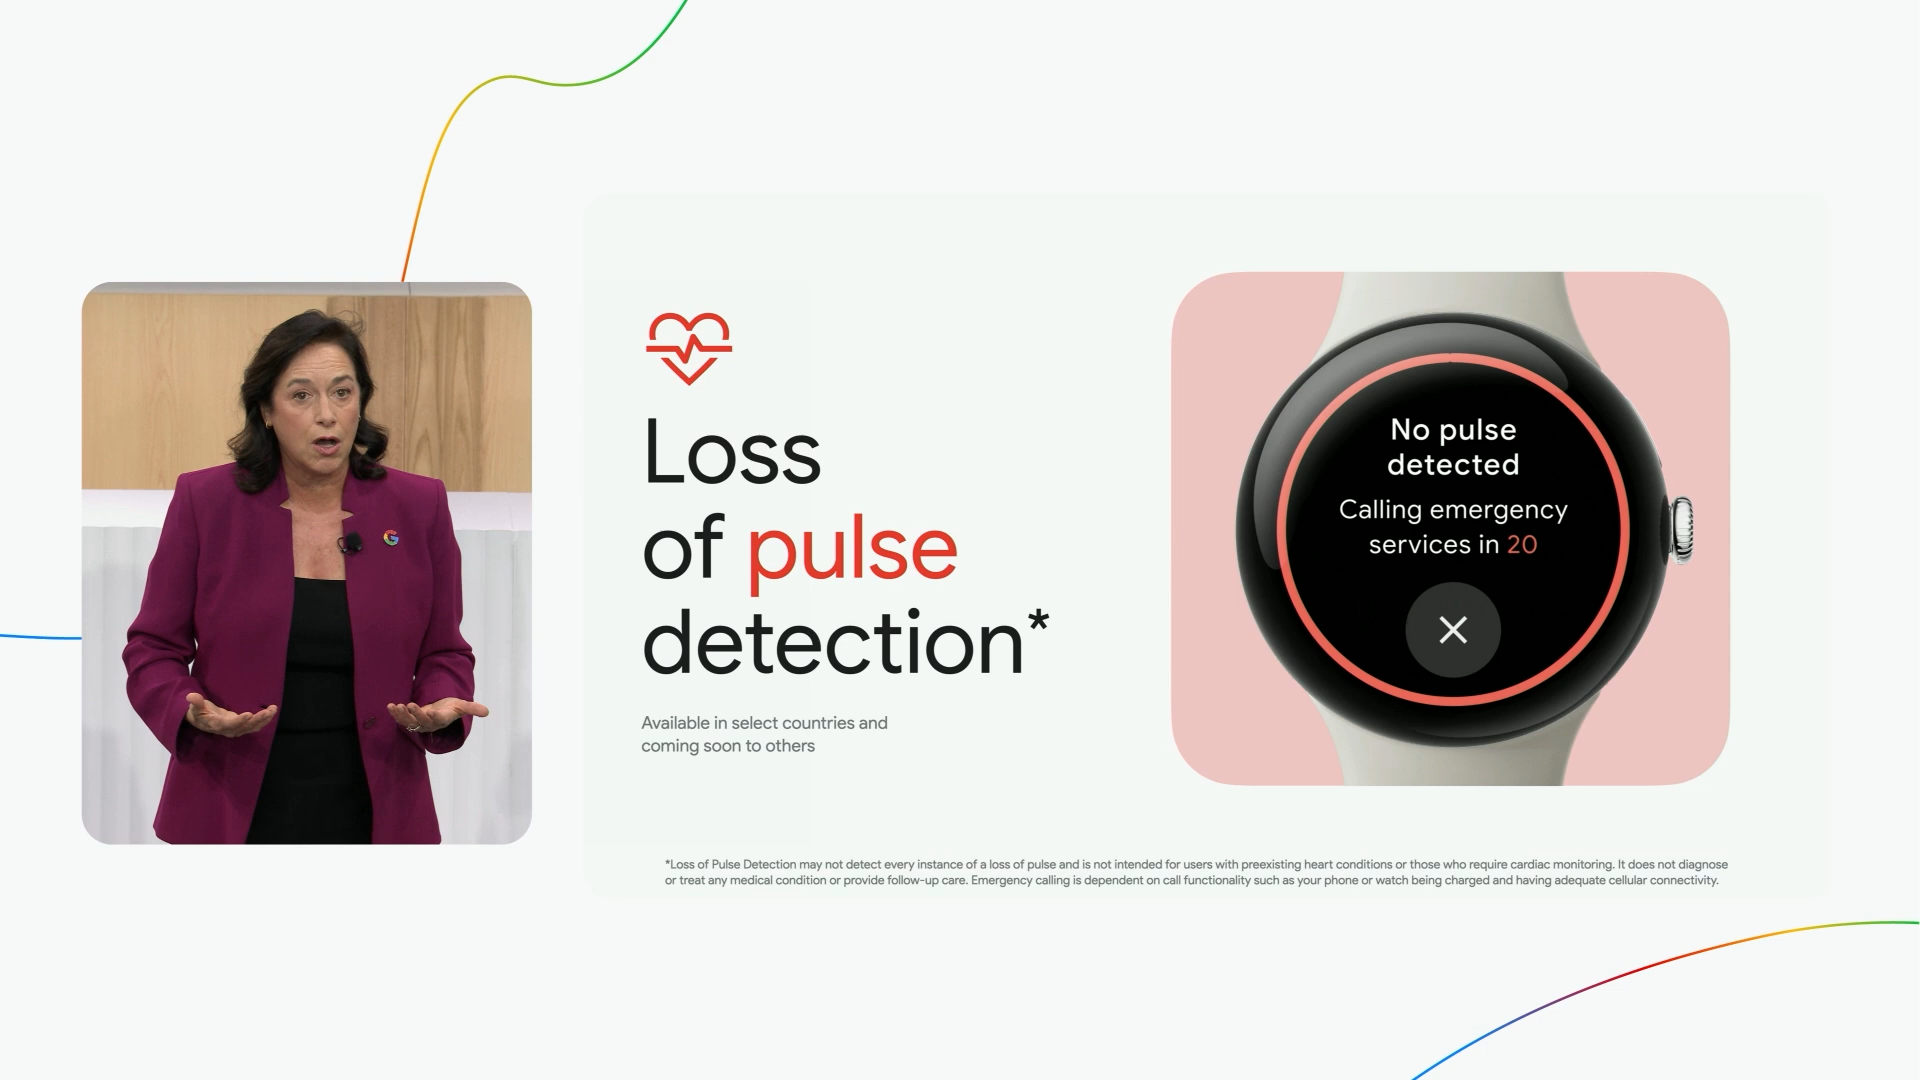 Loss
of pulse
detection*
Available in select countries and
coming soon to others
No pulse
detected
Calling emergency
services in 20
*Loss of Pulse Detection may not detect every instance of a loss of pulse and is not intended for users with preexisting heart conditions or those who require cardiac monitoring. It does not diagnose
or treat any medical condition or provide follow-up care. Emergency calling is dependent on call functionality such as your phone or watch being charged and having adequate cellular connectivity.